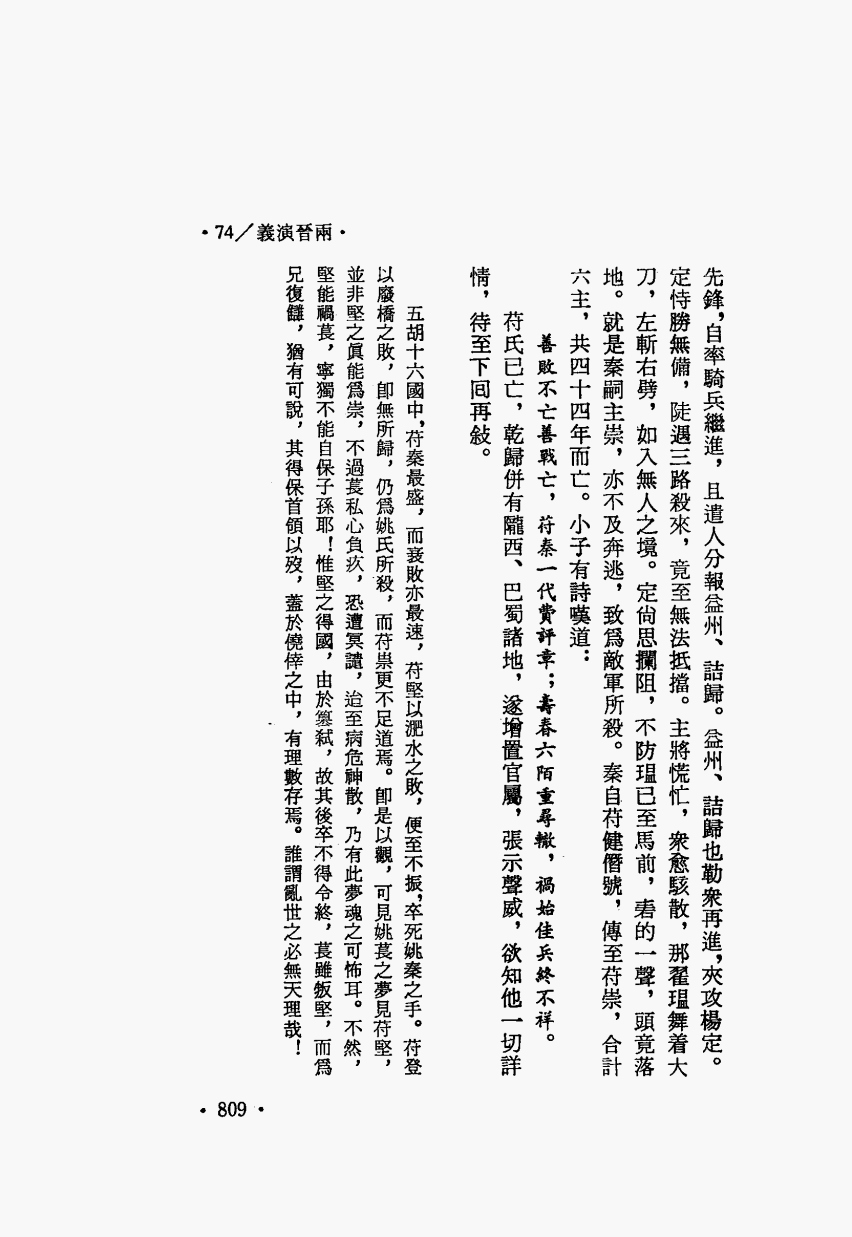 •74／義演晉兩•
先鋒，自率騎兵繼進，且遣人分報益州、詰歸。益州、詰歸也勒衆再進，夾攻楊定。
定恃勝無備，陡遇三路殺來，竟至無法抵擋。主將慌忙，衆愈駭散，那翟瑥舞着大
刀，左斬右劈，如入無人之境。定尙思攔阻，不防瑥已至馬前，砉的一聲，頭竟落
地。就是秦嗣主崇，亦不及奔逃，致爲敵軍所殺。秦自苻健僭號，傳至苻崇，合計
六主，共四十四年而亡。小子有詩嘆道：
善敗不亡善戰亡，苻秦一代費評章；壽春六陌重尋轍，禍始佳兵終不祥。
苻氏已亡，乾歸併有隴西、巴蜀諸地，遂增置官屬，張示聲威，欲知他一切詳
情，待至下回再敍。
五胡十六國中，苻秦最盛，而衰敗亦最速，苻堅以淝水之敗，便至不振，卒死姚秦之手。苻登
以廢橋之敗，卽無所歸，仍爲姚氏所殺，而苻崇更不足道焉。卽是以觀，可見姚萇之夢見苻堅，
並非堅之眞能爲祟，不過萇私心負疚，恐遭冥譴，迨至病危神散，乃有此夢魂之可怖耳。不然，
堅能禍萇，寧獨不能自保子孫耶！惟堅之得國，由於篡弒，故其後卒不得令終，萇雖叛堅，而爲
兄復讎，猶有可說，其得保首領以歿，蓋於僥倖之中，有理數存焉。誰謂亂世之必無天理哉！
•809•